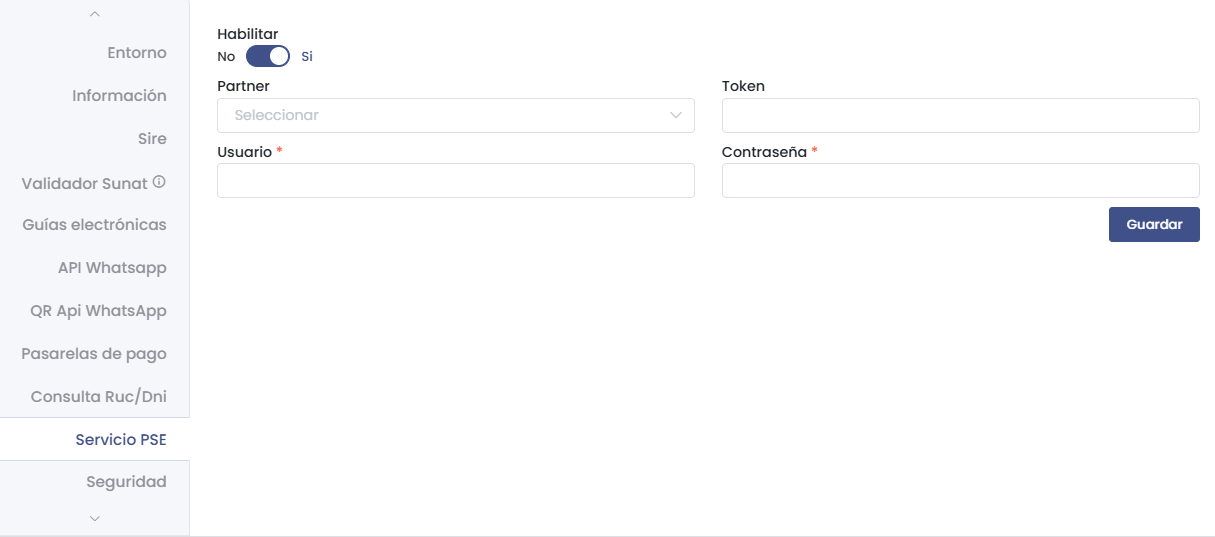 Entorno
Información
Sire
Validador Sunat
Guías electrónicas
API Whatsapp
QR Api WhatsApp
Pasarelas de pago
Consulta Ruc/Dni
Servicio PSE
Seguridad
Habilitar
No Si
Partner
Seleccionar
Token
Usuario *
Contraseña *
Guardar